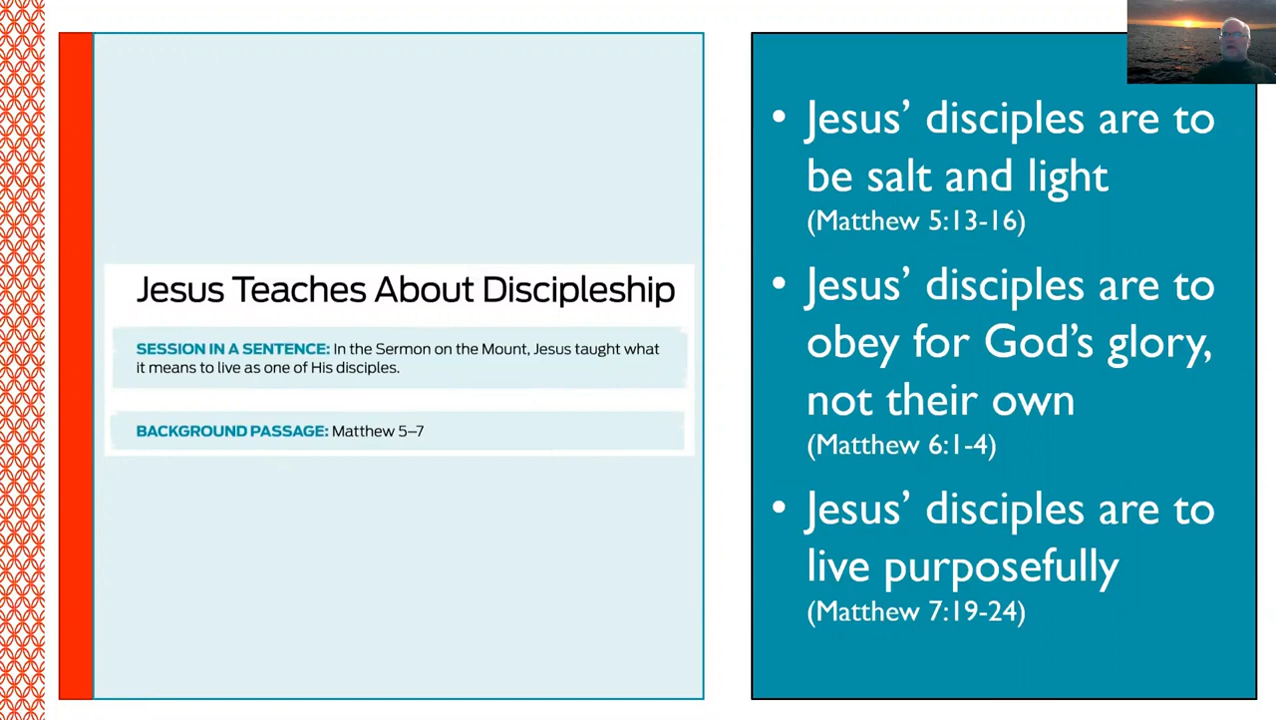 Jesus Teaches About Discipleship
SESSION IN A SENTENCE: In the Sermon on the Mount, Jesus taught what
it means to live as one of His disciples.
BACKGROUND PASSAGE: Matthew 5–7
• Jesus’ disciples are to
be salt and light
(Matthew 5:13-16)
• Jesus’ disciples are to
obey for God’s glory,
not their own
(Matthew 6:1-4)
• Jesus’ disciples are to
live purposefully
(Matthew 7:19-24)